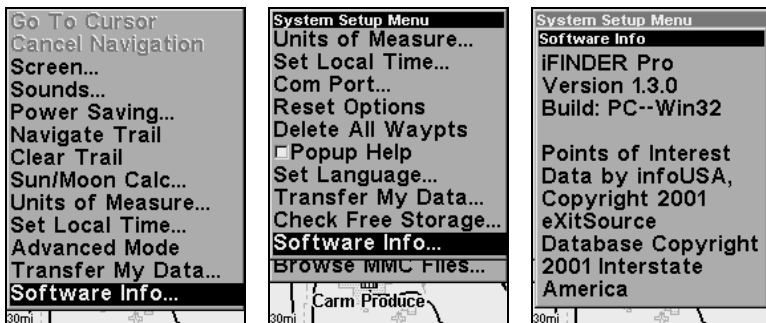 Go To Cursor
Cancel Navigation
Screen...
Sounds...
Power Saving...
Navigate Trail
Clear Trail
Sun/Moon Calc...
Units of Measure...
Set Local Time...
Advanced Mode
Transfer My Data...
Software Info...
30mi
System Setup Menu
Units of Measure...
Set Local Time...
Com Port...
Reset Options
Delete All Waypts
Popup Help
Set Language...
Transfer My Data...
Check Free Storage...
Software Info...
Browse MMC Files...
Carm Produce
30mi
System Setup Menu
Software Info
iFINDER Pro
Version 1.3.0
Build: PC--Win32
Points of Interest
Data by infoUSA,
Copyright 2001
eXitSource
Database Copyright
2001 Interstate
America
30mi